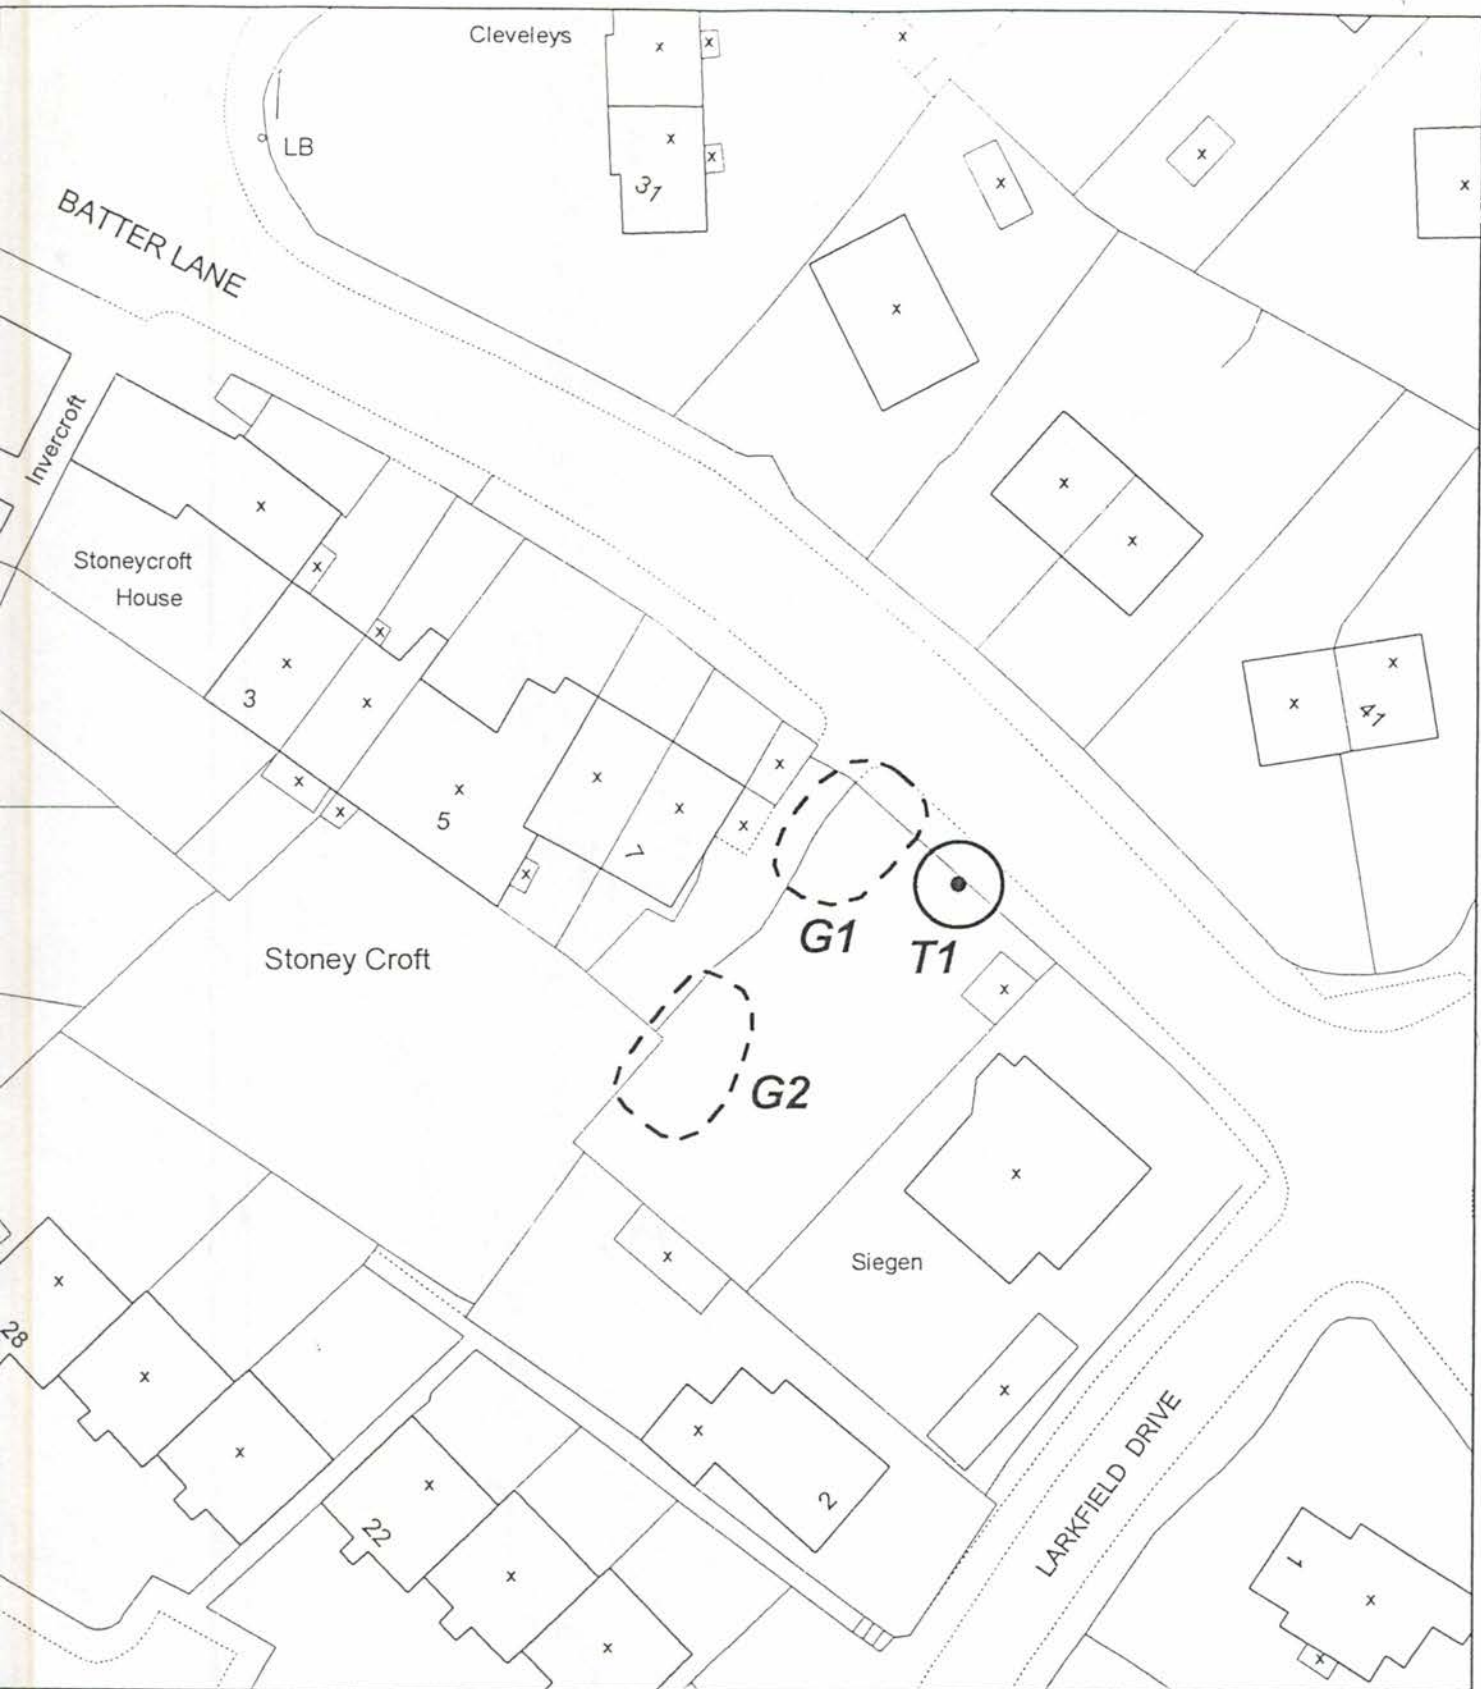 Cleveleys
LB
31
BATTER LANE
Invercroft
Stoneycroft
House
3
41
5
7
G1
T1
Stoney Croft
G2
Siegen
28
22
2
LARKFIELD DRIVE
1